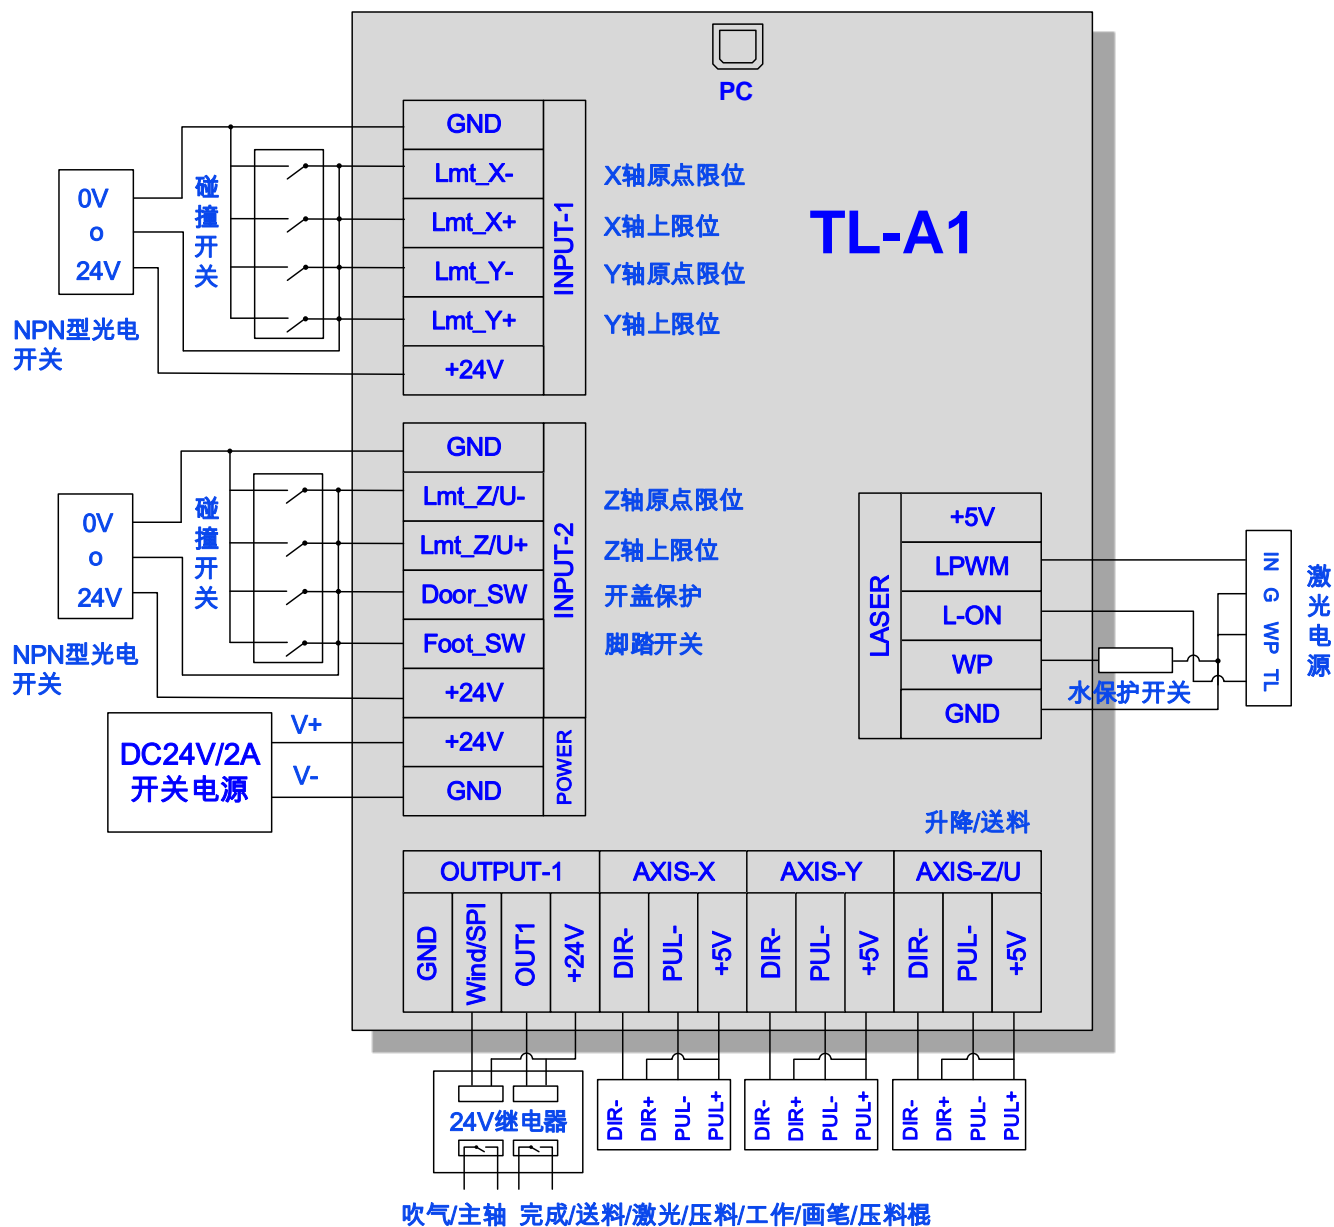 PC
TL-A1
GND
Lmt_X-
Lmt_X+
Lmt_Y-
Lmt_Y+
+24V
INPUT-1
X轴原点限位
X轴上限位
Y轴原点限位
Y轴上限位
0V
o
24V
NPN型光电
开关
碰撞开关
GND
Lmt_Z/U-
Lmt_Z/U+
Door_SW
Foot_SW
+24V
INPUT-2
Z轴原点限位
Z轴上限位
开盖保护
脚踏开关
0V
o
24V
NPN型光电
开关
碰撞开关
DC24V/2A
开关电源
V+
V-
+24V
GND
POWER
LASER
+5V
LPWM
L-ON
WP
GND
水保护开关
IN
G
WP
TL
激光电源
升降/送料
OUTPUT-1
AXIS-X
AXIS-Y
AXIS-Z/U
GND
Wind/SPI
OUT1
+24V
DIR-
PUL-
+5V
DIR-
PUL-
+5V
DIR-
PUL-
+5V
24V继电器
DIR-
DIR+
PUL-
PUL+
DIR-
DIR+
PUL-
PUL+
DIR-
DIR+
PUL-
PUL+
吹气/主轴 完成/送料/激光/压料/工作/画笔/压料棍